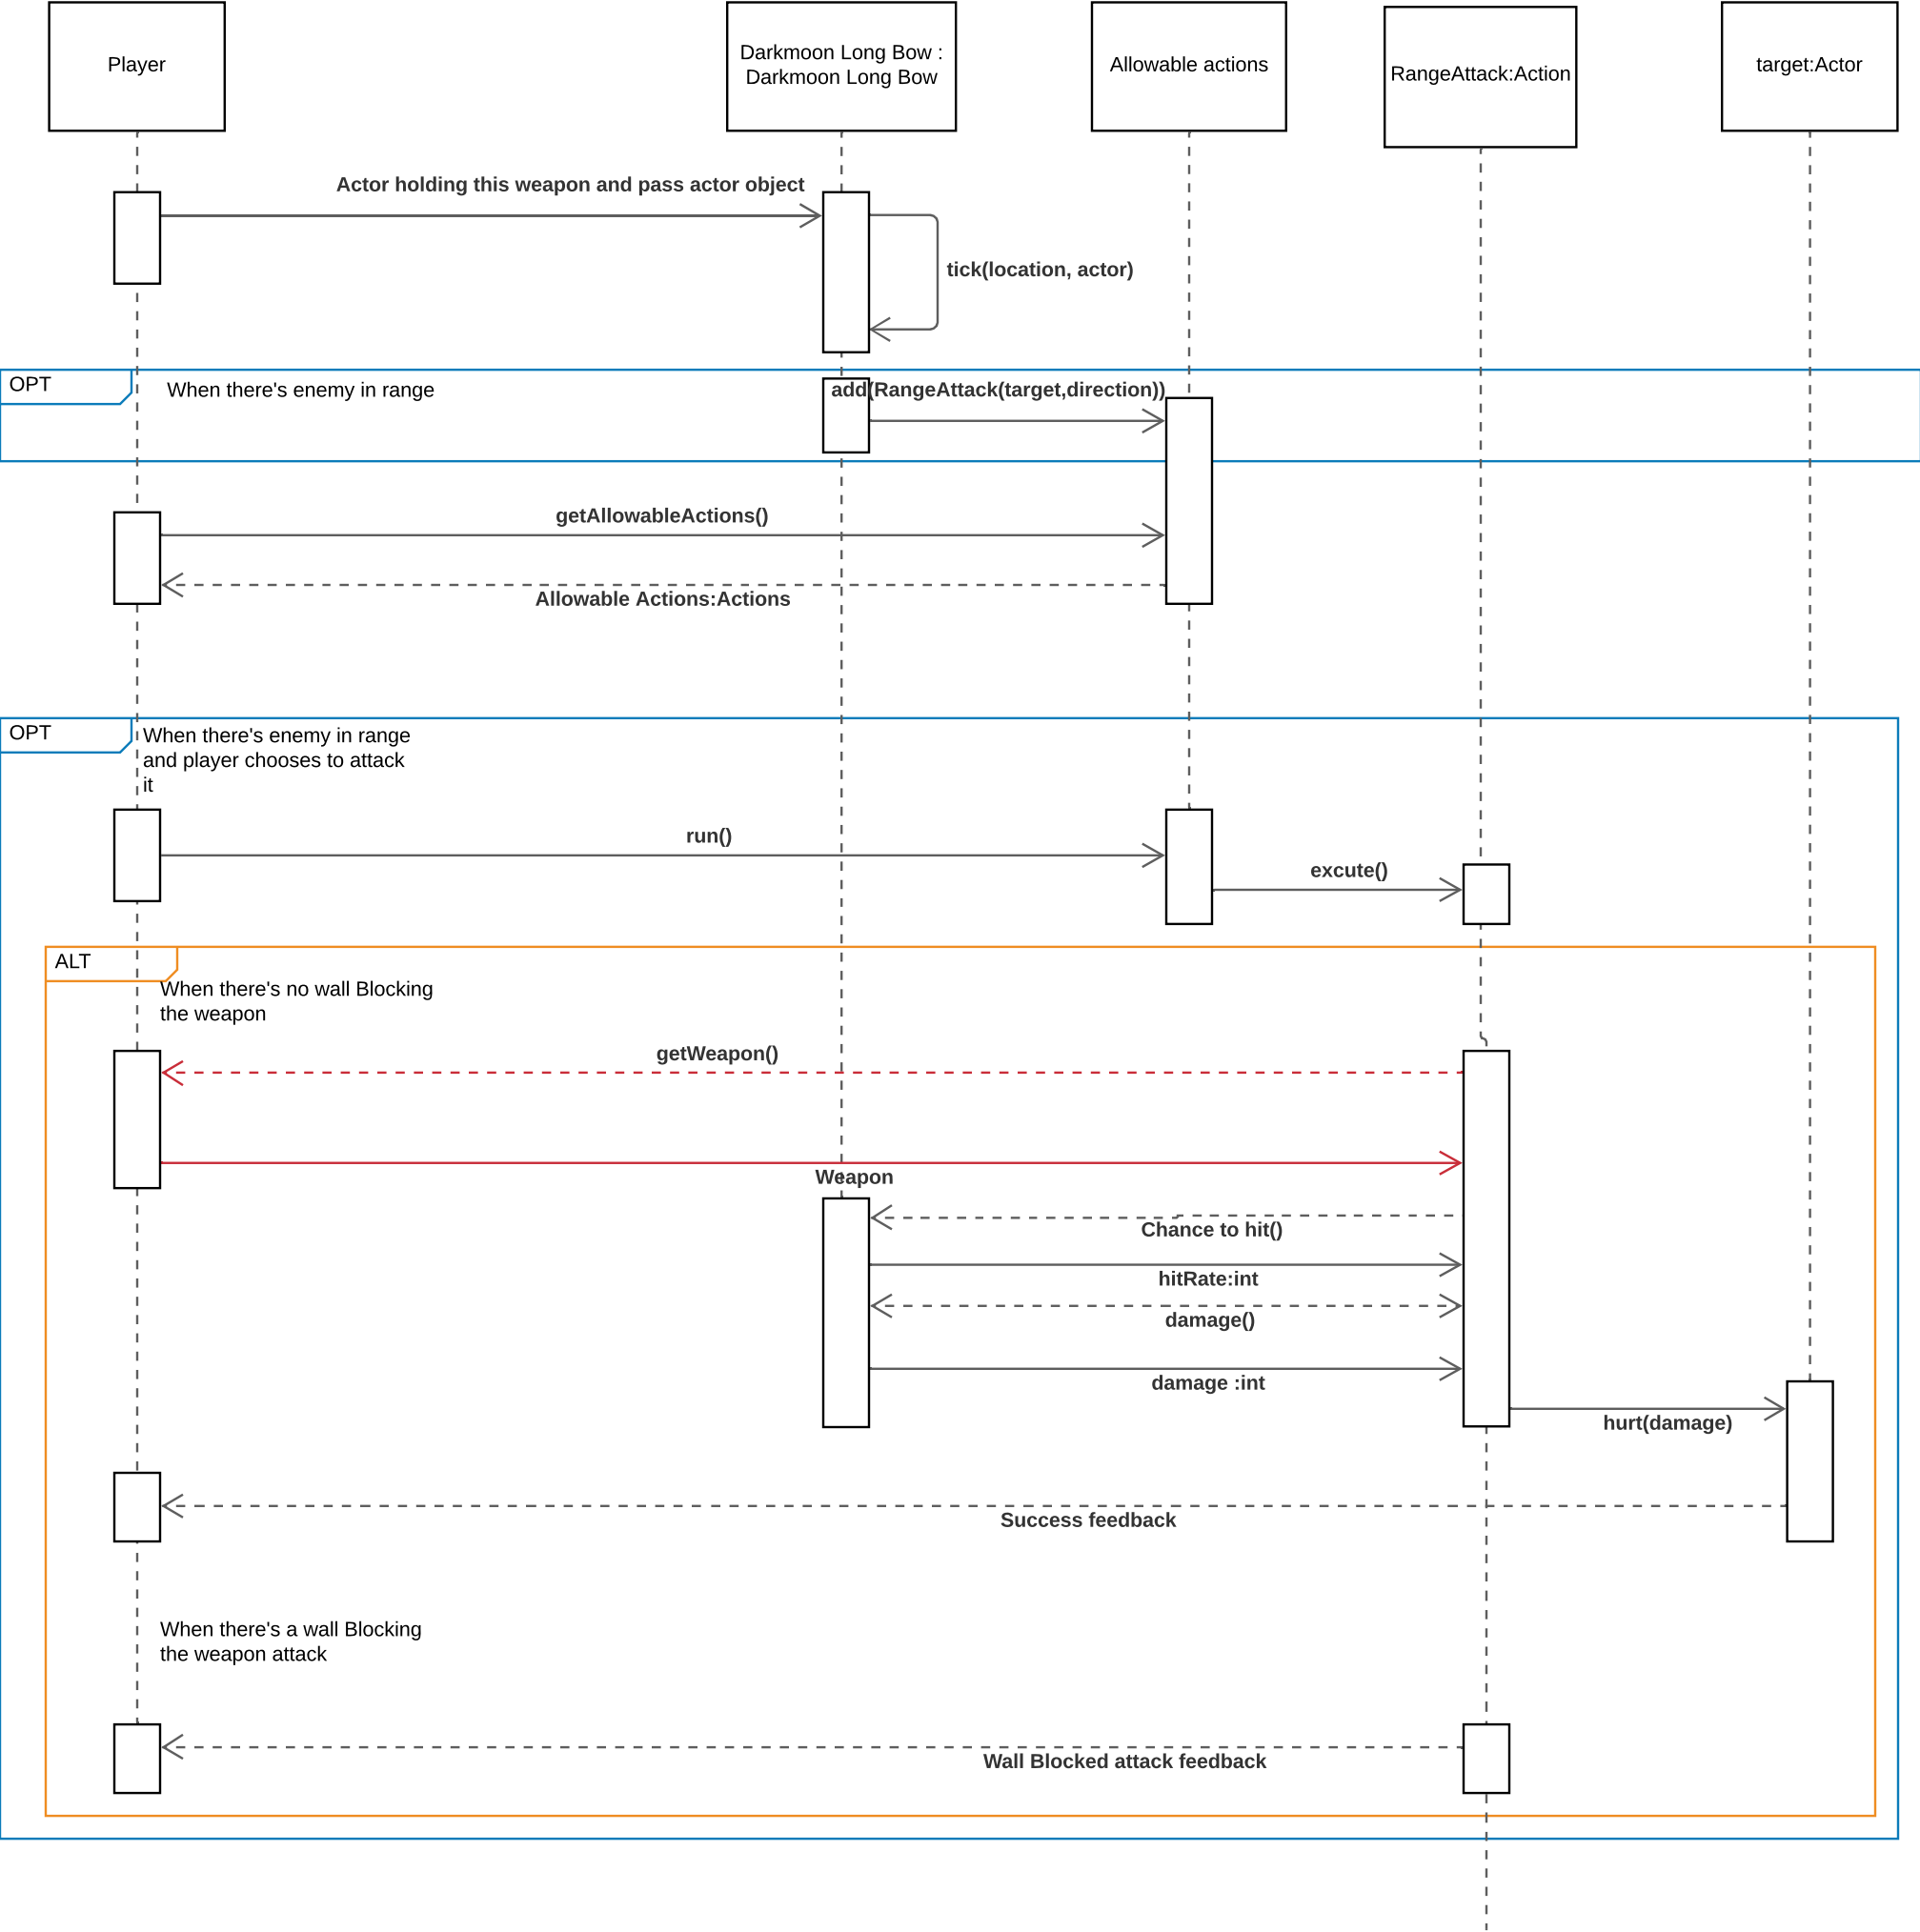 Player
Darkmoon Long Bow :
Darkmoon Long Bow
Allowable actions
RangeAttack:Action
target:Actor
Actor holding this weapon and pass actor object
tick(location, actor)
OPT
When there's enemy in range
add(RangeAttack(target,direction))
getAllowableActions()
Allowable Actions:Actions
OPT
When there's enemy in range
and player chooses to attack
it
run()
excute()
ALT
When there's no wall Blocking
the weapon
getWeapon()
Weapon
Chance to hit()
hitRate:int
damage()
damage :int
hurt(damage)
Success feedback
When there's a wall Blocking
the weapon attack
Wall Blocked attack feedback